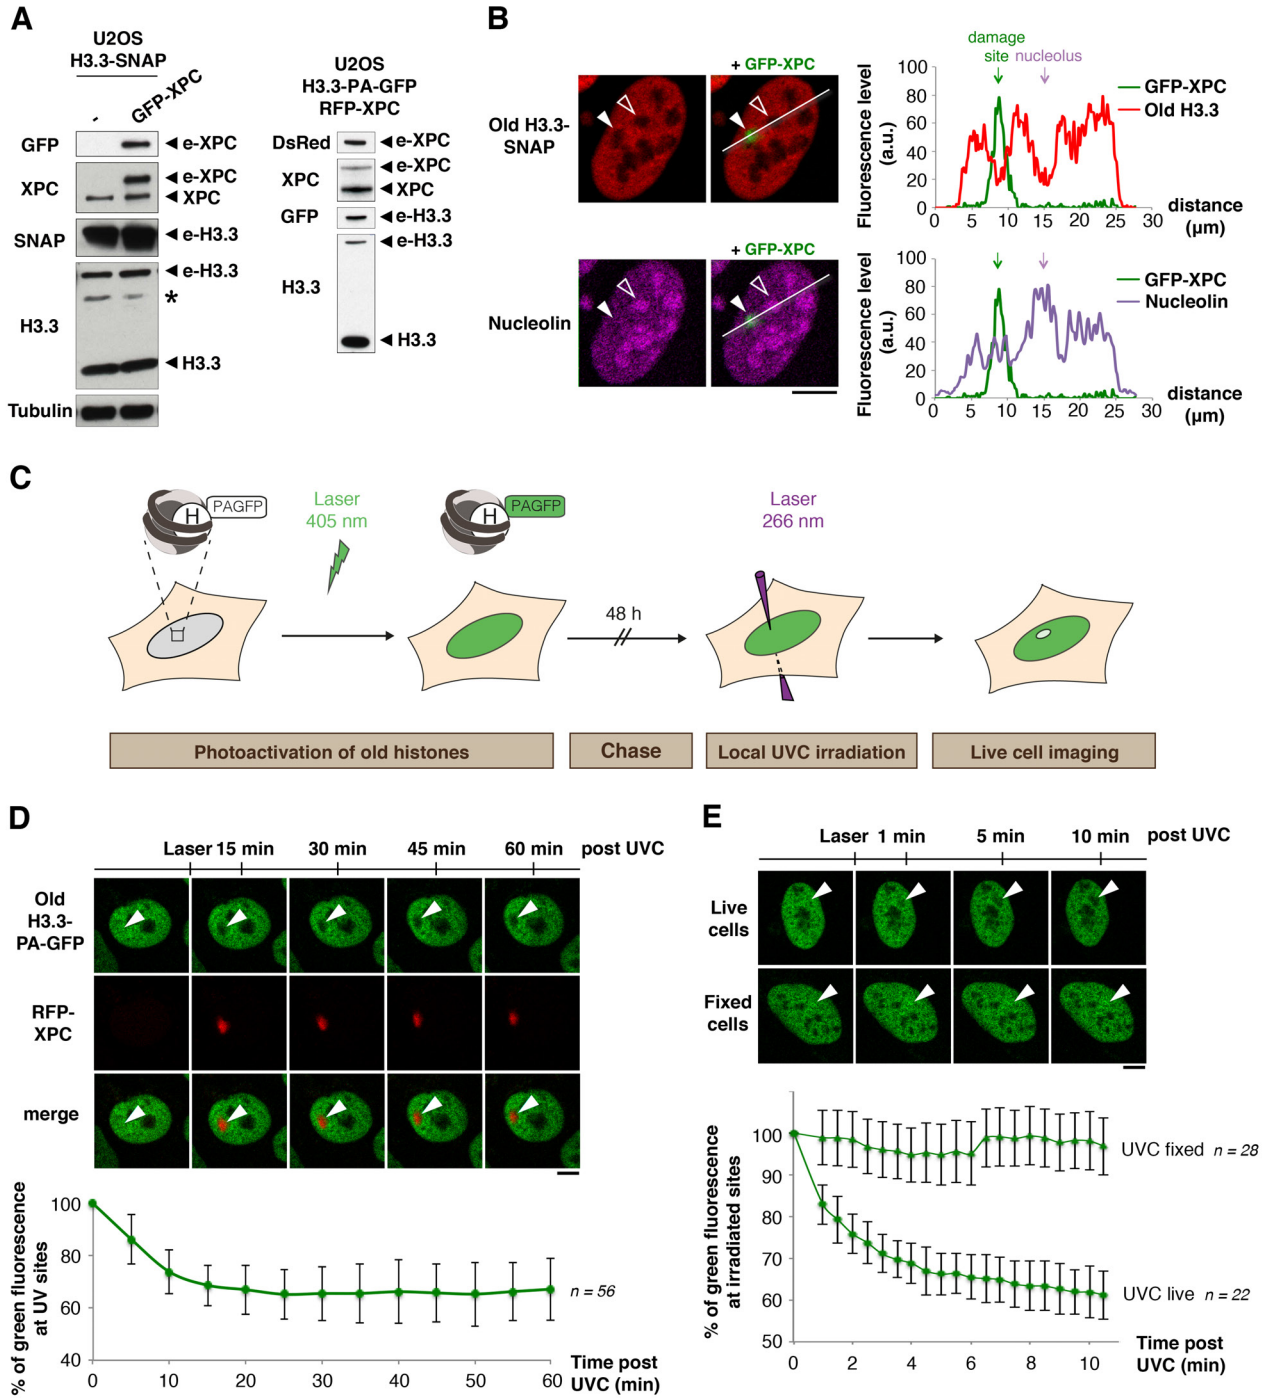 A
U2OS
H3.3-SNAP
-
GFP-XPC
GFP
e-XPC
XPC
e-XPC
XPC
SNAP
e-H3.3
H3.3
e-H3.3
*
H3.3
Tubulin
U2OS
H3.3-PA-GFP
RFP-XPC
DsRed
e-XPC
XPC
e-XPC
XPC
GFP
e-H3.3
H3.3
e-H3.3
H3.3
B
+ GFP-XPC
Old H3.3-
SNAP
+ GFP-XPC
Nucleolin
damage
site
nucleolus
Fluorescence level
(a.u.)
100
80
60
40
20
0
0 5 10 15 20 25 30
distance
(µm)
GFP-XPC
Old H3.3
Fluorescence level
(a.u.)
100
80
60
40
20
0
0 5 10 15 20 25 30
distance
(µm)
GFP-XPC
Nucleolin
C
H
PAGFP
Laser
405 nm
H
PAGFP
48 h
Laser
266 nm
Photoactivation of old histones
Chase
Local UVC irradiation
Live cell imaging
D
Laser 15 min 30 min 45 min 60 min post UVC
Old
H3.3-
PA-GFP
RFP-
XPC
merge
% of green fluorescence
at UV sites
100
80
60
40
0 10 20 30 40 50 60
n = 56
Time post
UVC (min)
E
Laser 1 min 5 min 10 min post UVC
Live
cells
Fixed
cells
% of green fluorescence
at irradiated sites
100
90
80
70
60
50
0 2 4 6 8 10
UVC fixed n = 28
UVC live n = 22
Time post
UVC (min)